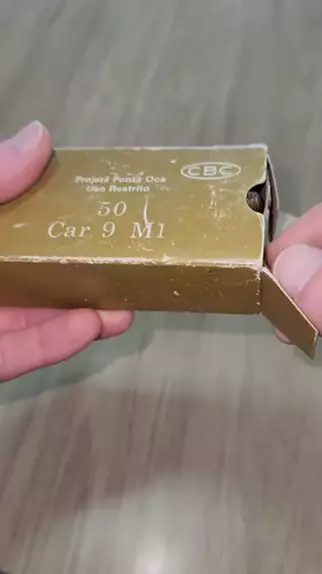 CBC
Projetil Ponta Oca
Uso Restrito
50
Car 9 M1